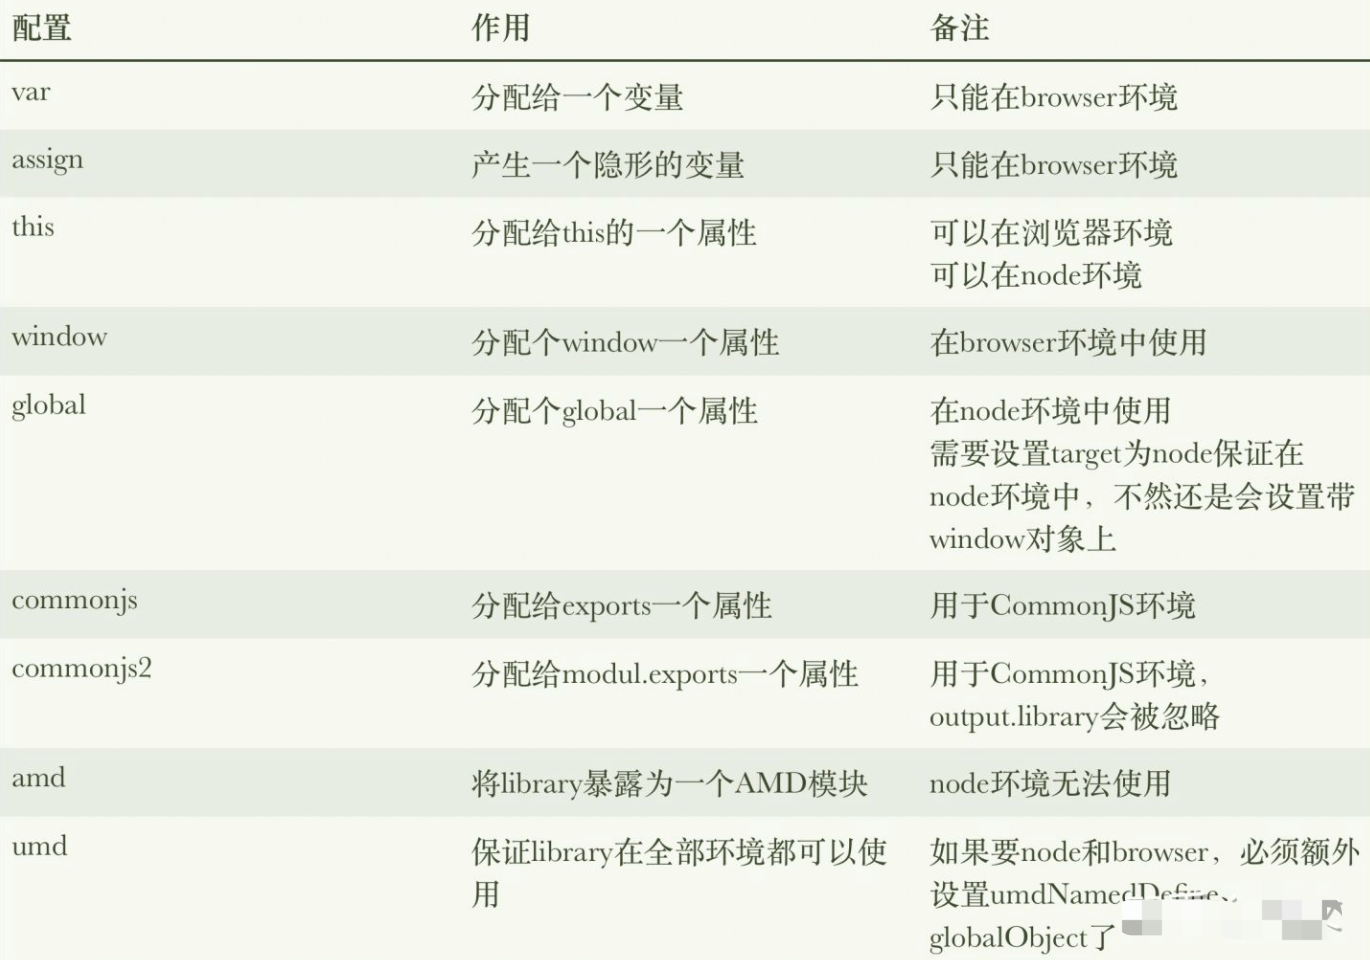 配置 作用 备注
var 分配给一个变量 只能在browser环境
assign 产生一个隐形的变量 只能在browser环境
this 分配给this的一个属性 可以在浏览器环境
可以在node环境
window 分配个window一个属性 在browser环境中使用
global 分配个global一个属性 在node环境中使用
需要设置target为node保证在
node环境中，不然还是会设置带
window对象上
commonjs 分配给exports一个属性 用于CommonJS环境
commonjs2 分配给modul.exports一个属性 用于CommonJS环境，
output.library会被忽略
amd 将library暴露为一个AMD模块 node环境无法使用
umd 保证library在全部环境都可以使 如果要node和browser，必须额外
用 设置umdNamedDefine、
globalObject了